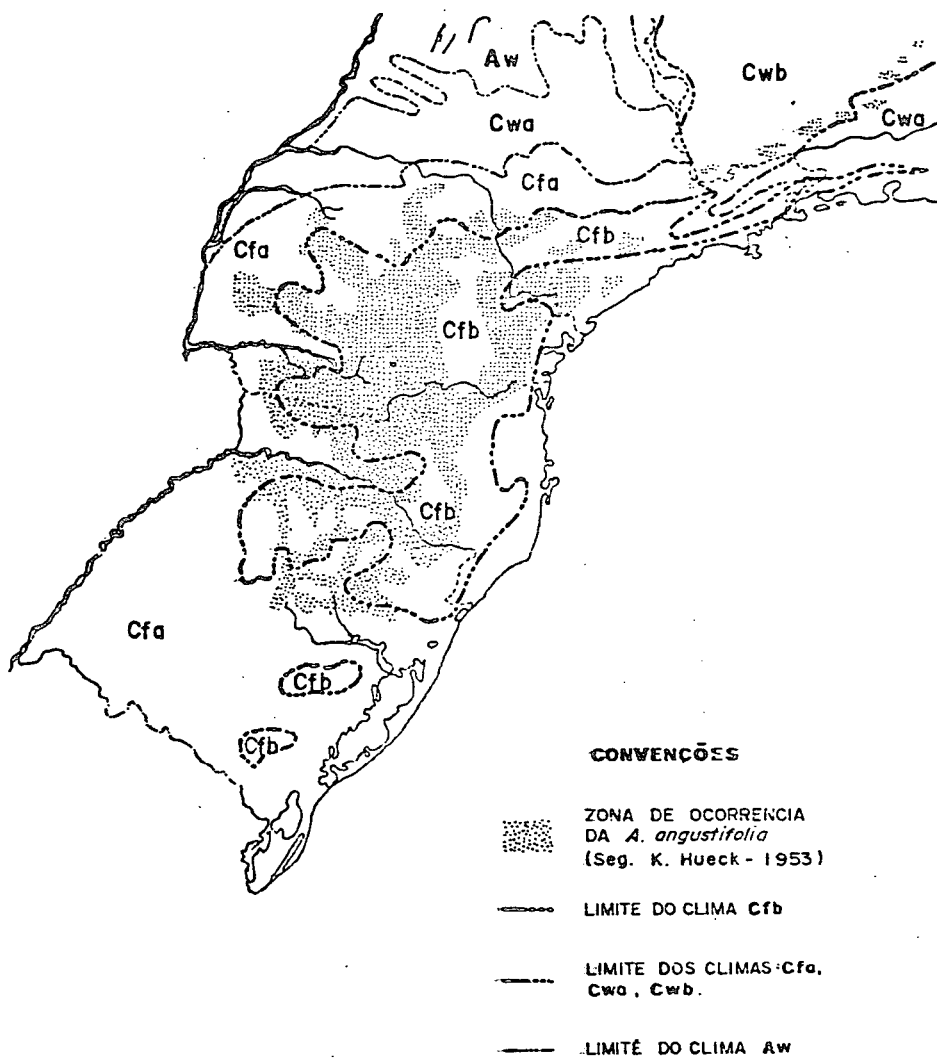 Aw
Cwb
Cwa
Cwa
Cfa
Cfb
Cfa
Cfb
Cfb
Cfa
Cfb
Cfb
CONVENÇÕES
ZONA DE OCORRENCIA
DA A. angustifolia
(Seg. K. Hueck - 1953)
LIMITE DO CLIMA Cfb
LIMITE DOS CLIMAS: Cfa,
Cwa, Cwb.
LIMITE DO CLIMA Aw